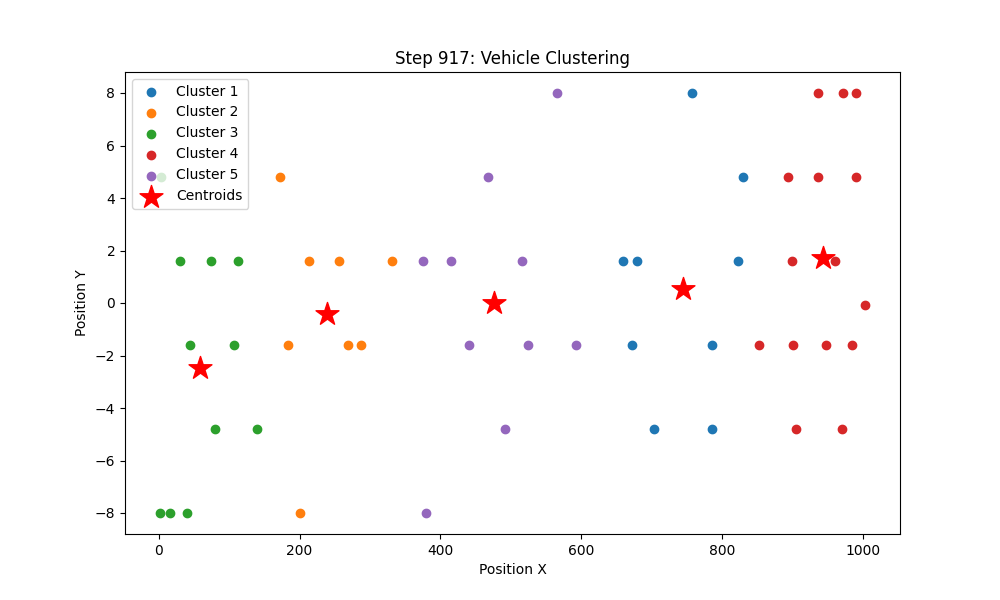 Step 917: Vehicle Clustering
Cluster 1
Cluster 2
Cluster 3
Cluster 4
Cluster 5
Centroids
8
6
4
2
0
−2
−4
−6
−8
Position Y
0 200 400 600 800 1000
Position X